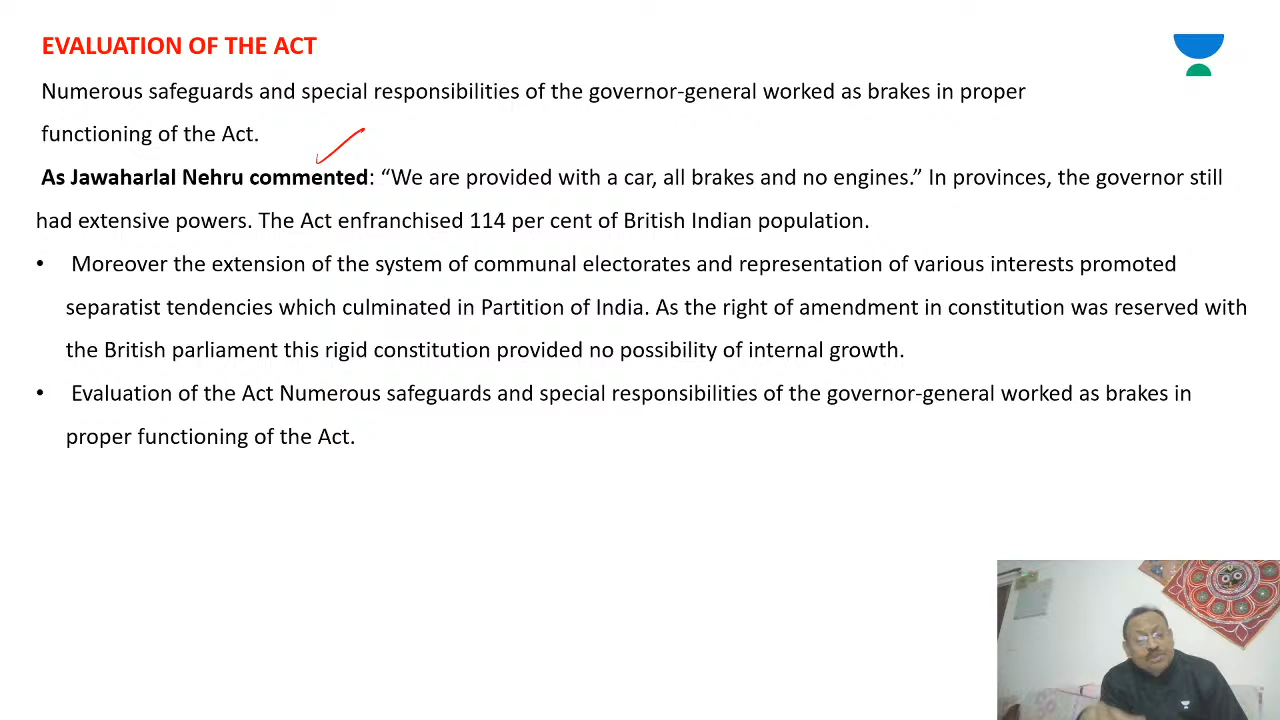 EVALUATION OF THE ACT
Numerous safeguards and special responsibilities of the governor-general worked as brakes in proper
functioning of the Act.
As Jawaharlal Nehru commented: “We are provided with a car, all brakes and no engines.” In provinces, the governor still
had extensive powers. The Act enfranchised 114 per cent of British Indian population.
• Moreover the extension of the system of communal electorates and representation of various interests promoted
separatist tendencies which culminated in Partition of India. As the right of amendment in constitution was reserved with
the British parliament this rigid constitution provided no possibility of internal growth.
• Evaluation of the Act Numerous safeguards and special responsibilities of the governor-general worked as brakes in
proper functioning of the Act.